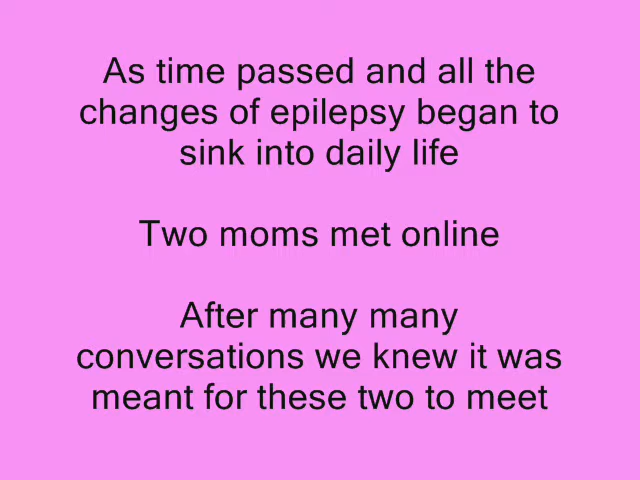 As time passed and all the
changes of epilepsy began to
sink into daily life
Two moms met online
After many many
conversations we knew it was
meant for these two to meet